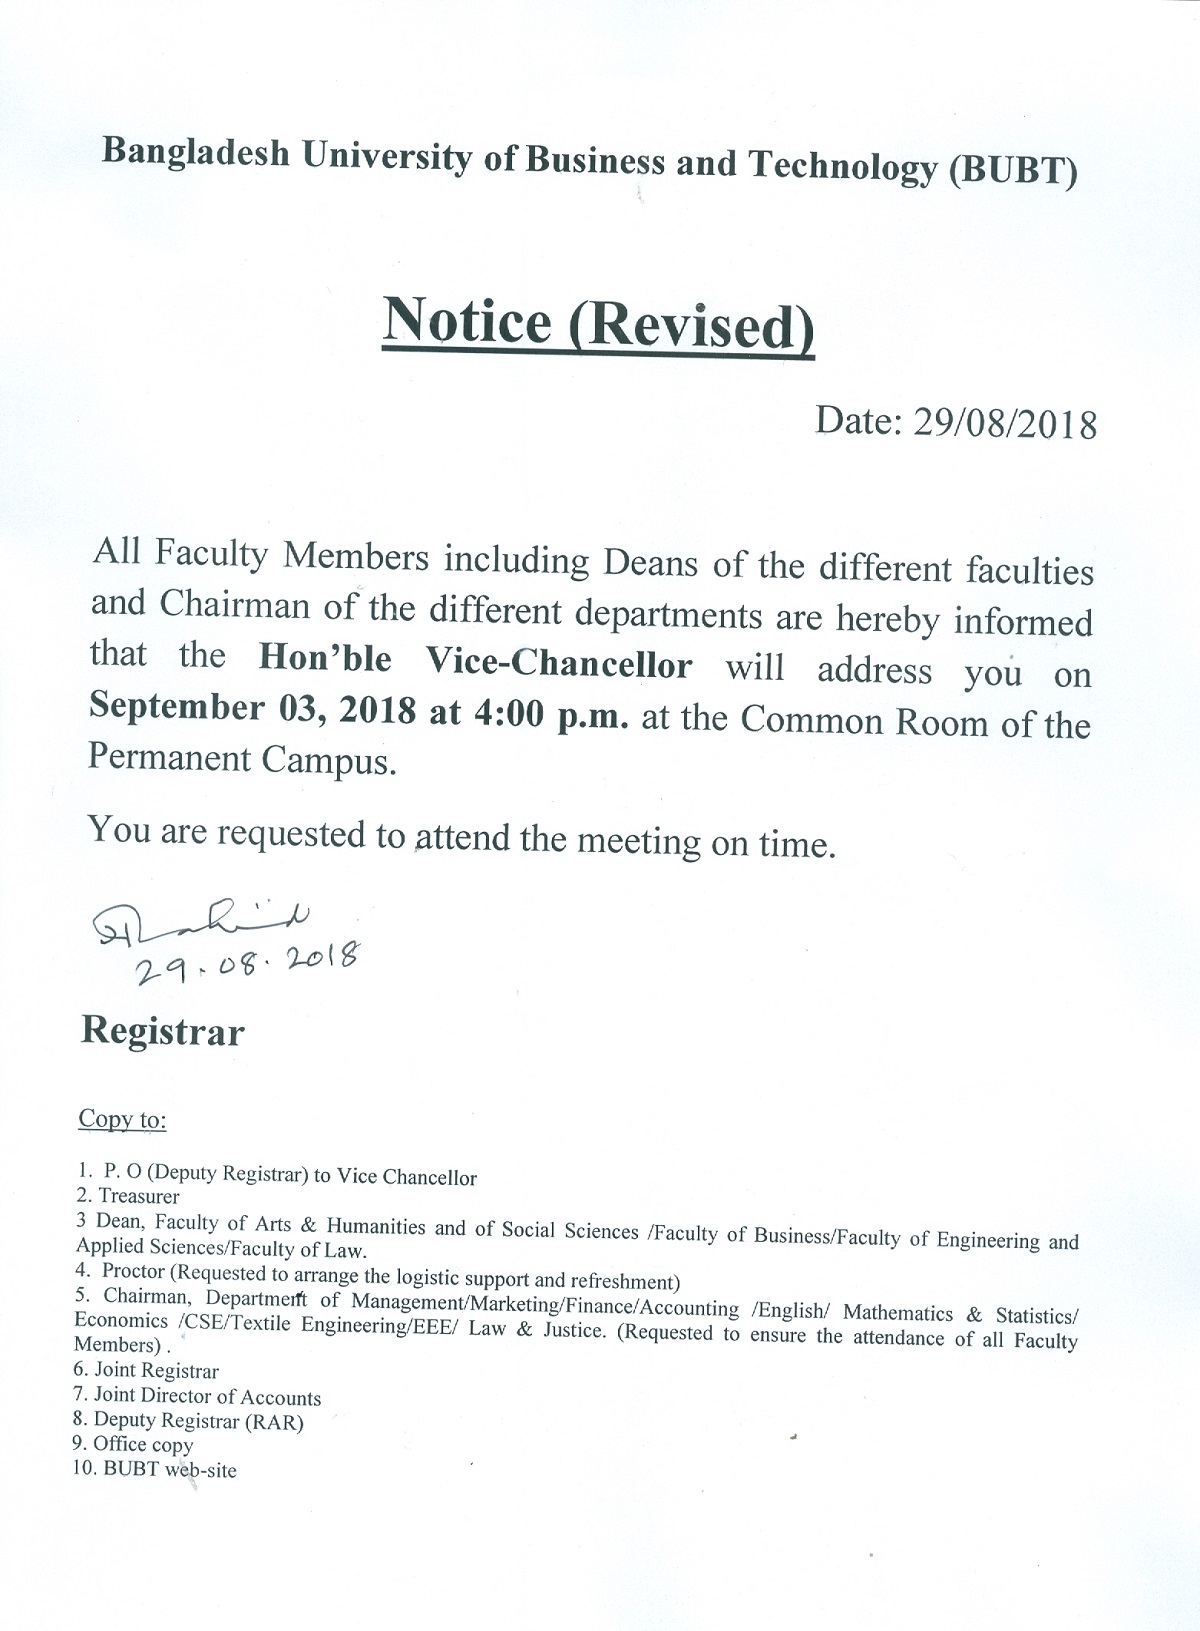 Bangladesh University of Business and Technology (BUBT)
Notice (Revised)
Date: 29/08/2018
All Faculty Members including Deans of the different faculties
and Chairman of the different departments are hereby informed
that the Hon'ble Vice-Chancellor will address you on
September 03, 2018 at 4:00 p.m. at the Common Room of the
Permanent Campus.
You are requested to attend the meeting on time.
29.08.2018
Registrar
Copy to:
1. P. O (Deputy Registrar) to Vice Chancellor
2. Treasurer
3 Dean, Faculty of Arts & Humanities and of Social Sciences /Faculty of Business/Faculty of Engineering and
Applied Sciences/Faculty of Law.
4. Proctor (Requested to arrange the logistic support and refreshment)
5. Chairman, Department of Management/Marketing/Finance/Accounting /English/ Mathematics & Statistics/
Economics /CSE/Textile Engineering/EEE/ Law & Justice. (Requested to ensure the attendance of all Faculty
Members) .
6. Joint Registrar
7. Joint Director of Accounts
8. Deputy Registrar (RAR)
9. Office copy
10. BUBT web-site